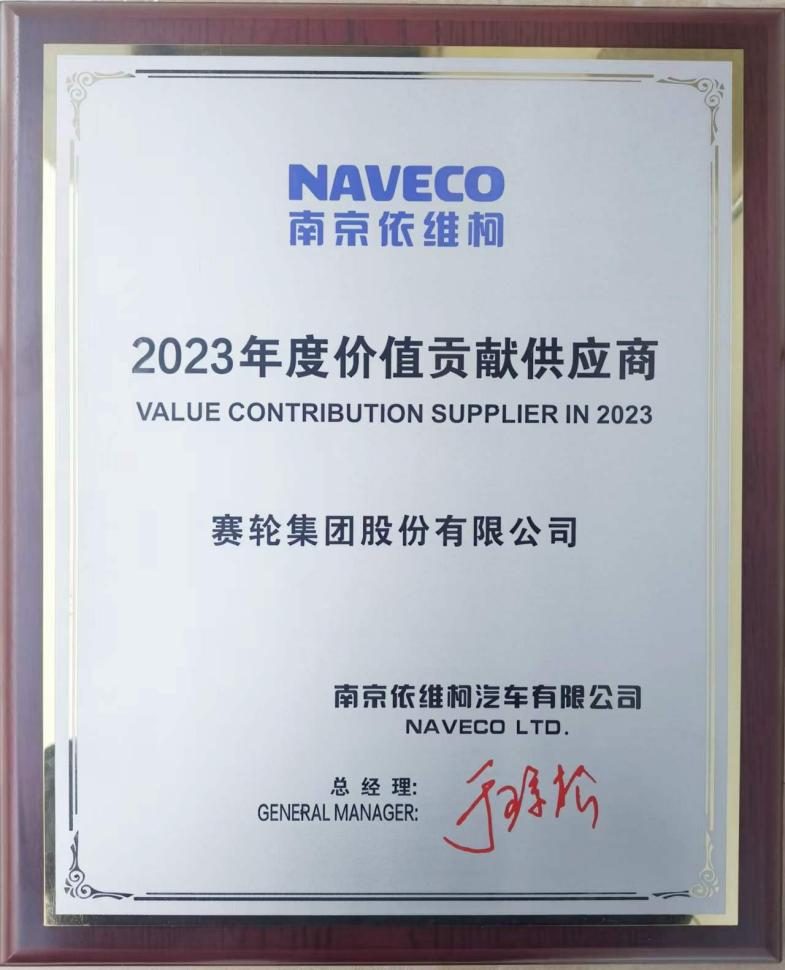 NAVECO
南京依维柯
2023年度价值贡献供应商
VALUE CONTRIBUTION SUPPLIER IN 2023
赛轮集团股份有限公司
南京依维柯汽车有限公司
NAVECO LTD.
总经理:
GENERAL MANAGER: